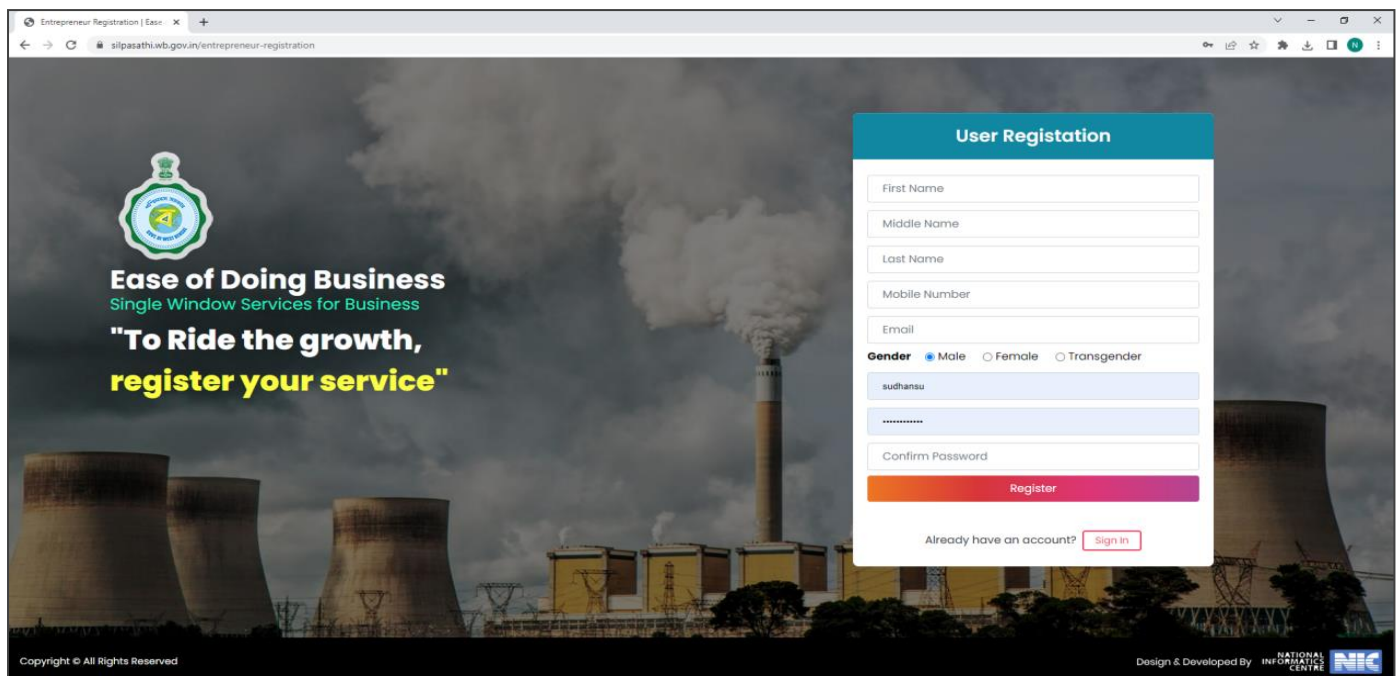 Entrepreneur Registration | Ease
silpasathi.wb.gov.in/entrepreneur-registration
N
Ease of Doing Business
Single Window Services for Business
"To Ride the growth,
register your service"
User Registation
First Name
Middle Name
Last Name
Mobile Number
Email
Gender Male Female Transgender
sudhansu
••••••••••••
Confirm Password
Register
Already have an account? Sign In
Copyright © All Rights Reserved
Design & Developed By NATIONAL INFORMATICS CENTRE NIC